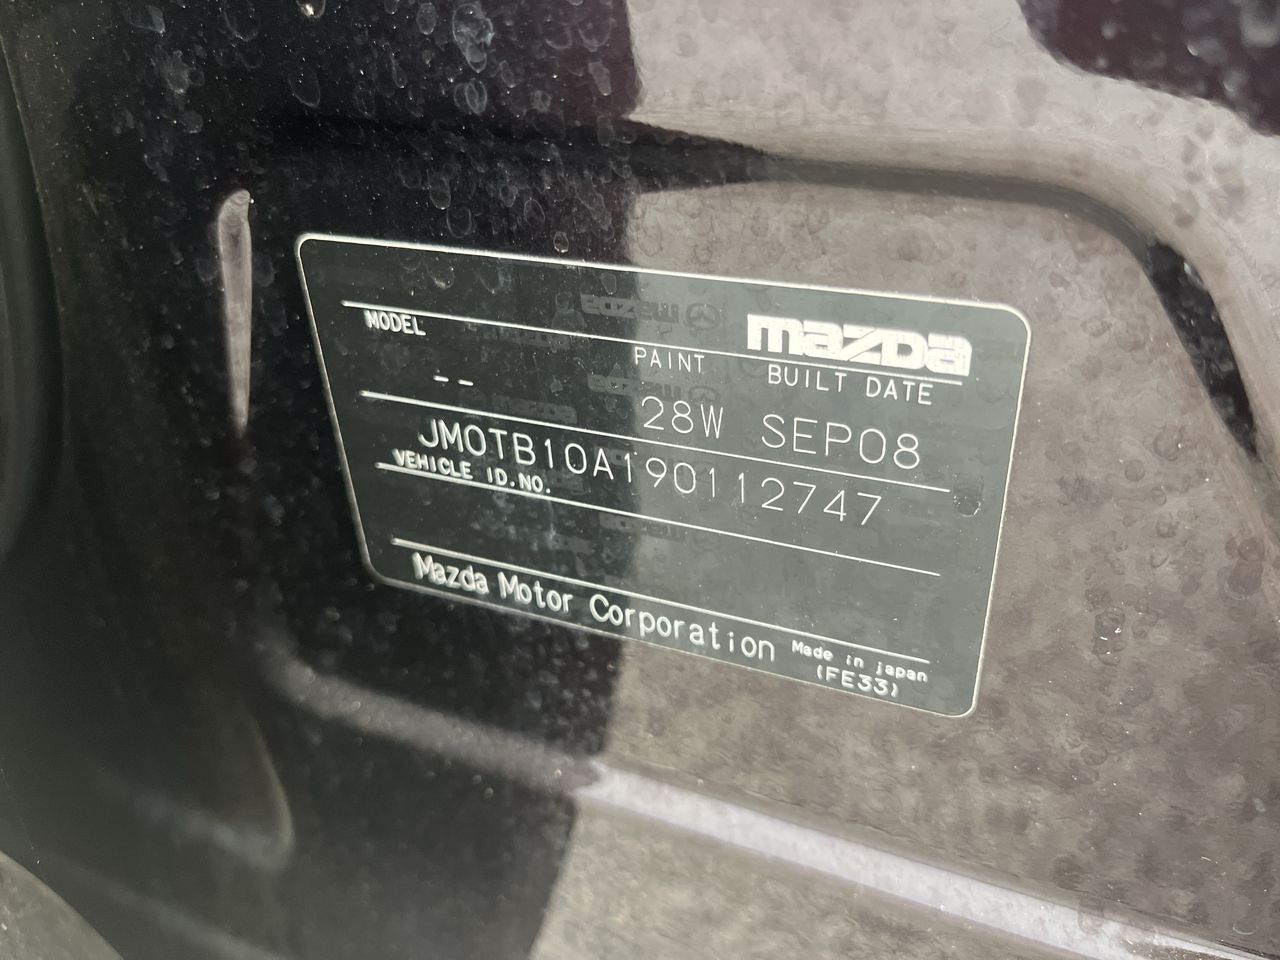 mazda
MODEL PAINT BUILT DATE
-- 28W SEP08
JM0TB10A190112747
VEHICLE ID.NO.
Mazda Motor Corporation Made in japan
(FE33)